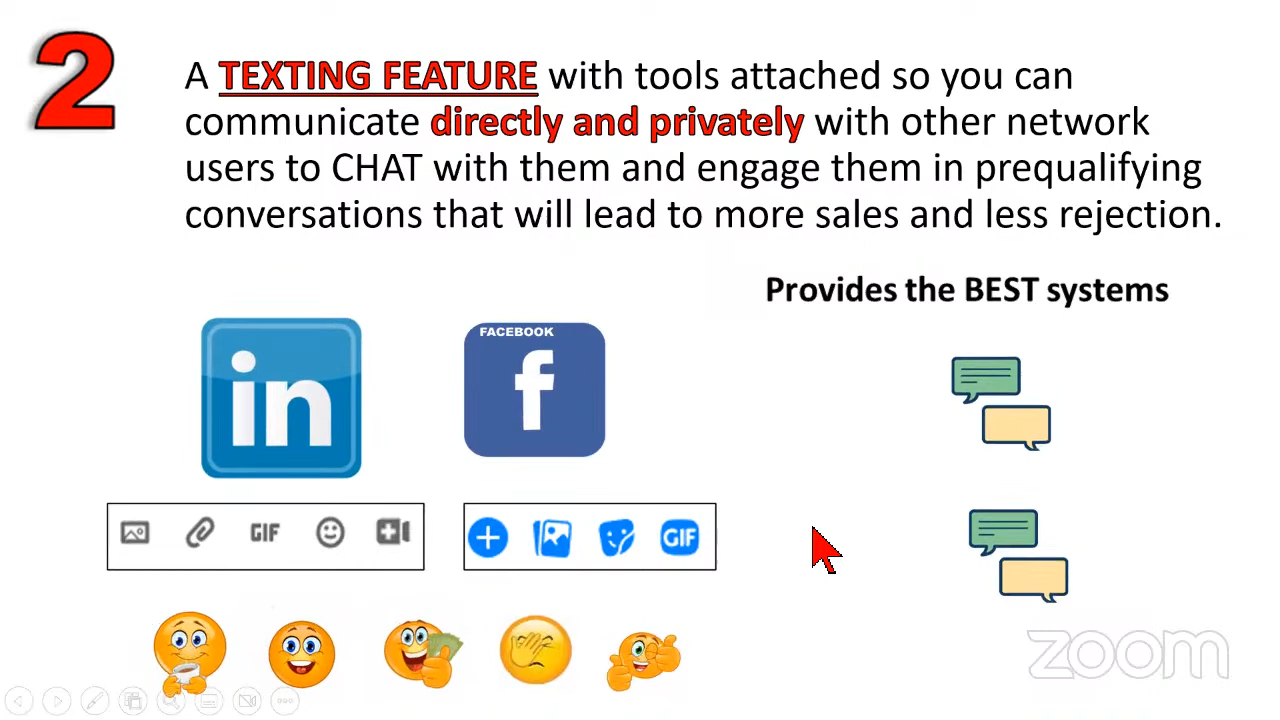 2
A TEXTING FEATURE with tools attached so you can
communicate directly and privately with other network
users to CHAT with them and engage them in prequalifying
conversations that will lead to more sales and less rejection.
Provides the BEST systems
in
FACEBOOK
f
GIF
GIF
zoom